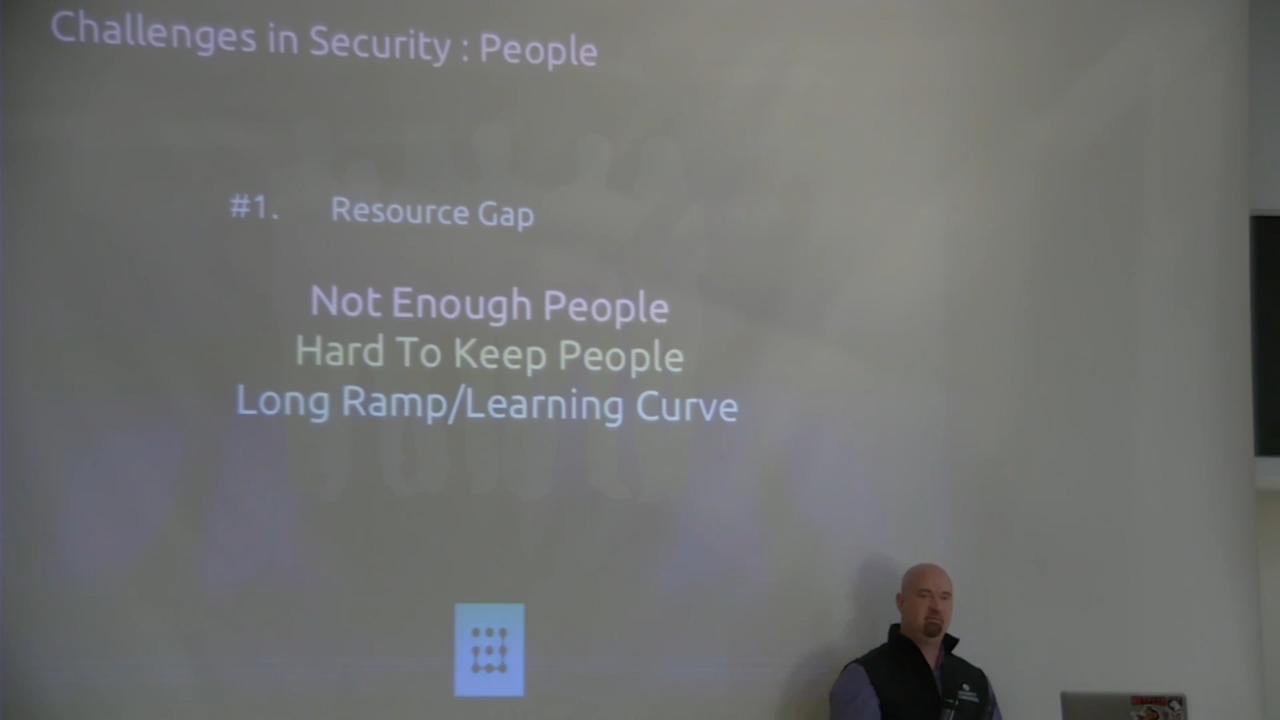 Challenges in Security : People
#1. Resource Gap
Not Enough People
Hard To Keep People
Long Ramp/Learning Curve